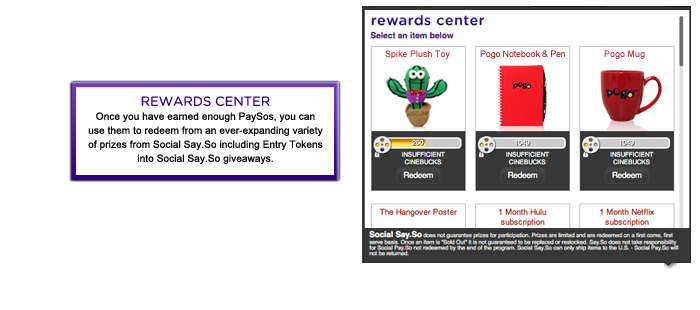 REWARDS CENTER
Once you have earned enough PaySos, you can
use them to redeem from an ever-expanding variety
of prizes from Social Say.So including Entry Tokens
into Social Say.So giveaways.
rewards center
Select an item below
Spike Plush Toy
Pogo Notebook & Pen
Pogo Mug
pogo
pogo
250
1049
1049
INSUFFICIENT
CINEBUCKS
INSUFFICIENT
CINEBUCKS
INSUFFICIENT
CINEBUCKS
Redeem
Redeem
Redeem
The Hangover Poster
1 Month Hulu
subscription
1 Month Netflix
subscription
Social Say.So does not guarantee prizes for participation. Prizes are limited and are redeemed on a first come, first
serve basis. Once an item is "Sold Out" it is not guaranteed to be replaced or restocked. Say.So does not take responsibility
for Social Pay.So not redeemed by the end of the program. Social Say.So can only ship items to the U.S. - Social Pay.So will
not be returned.